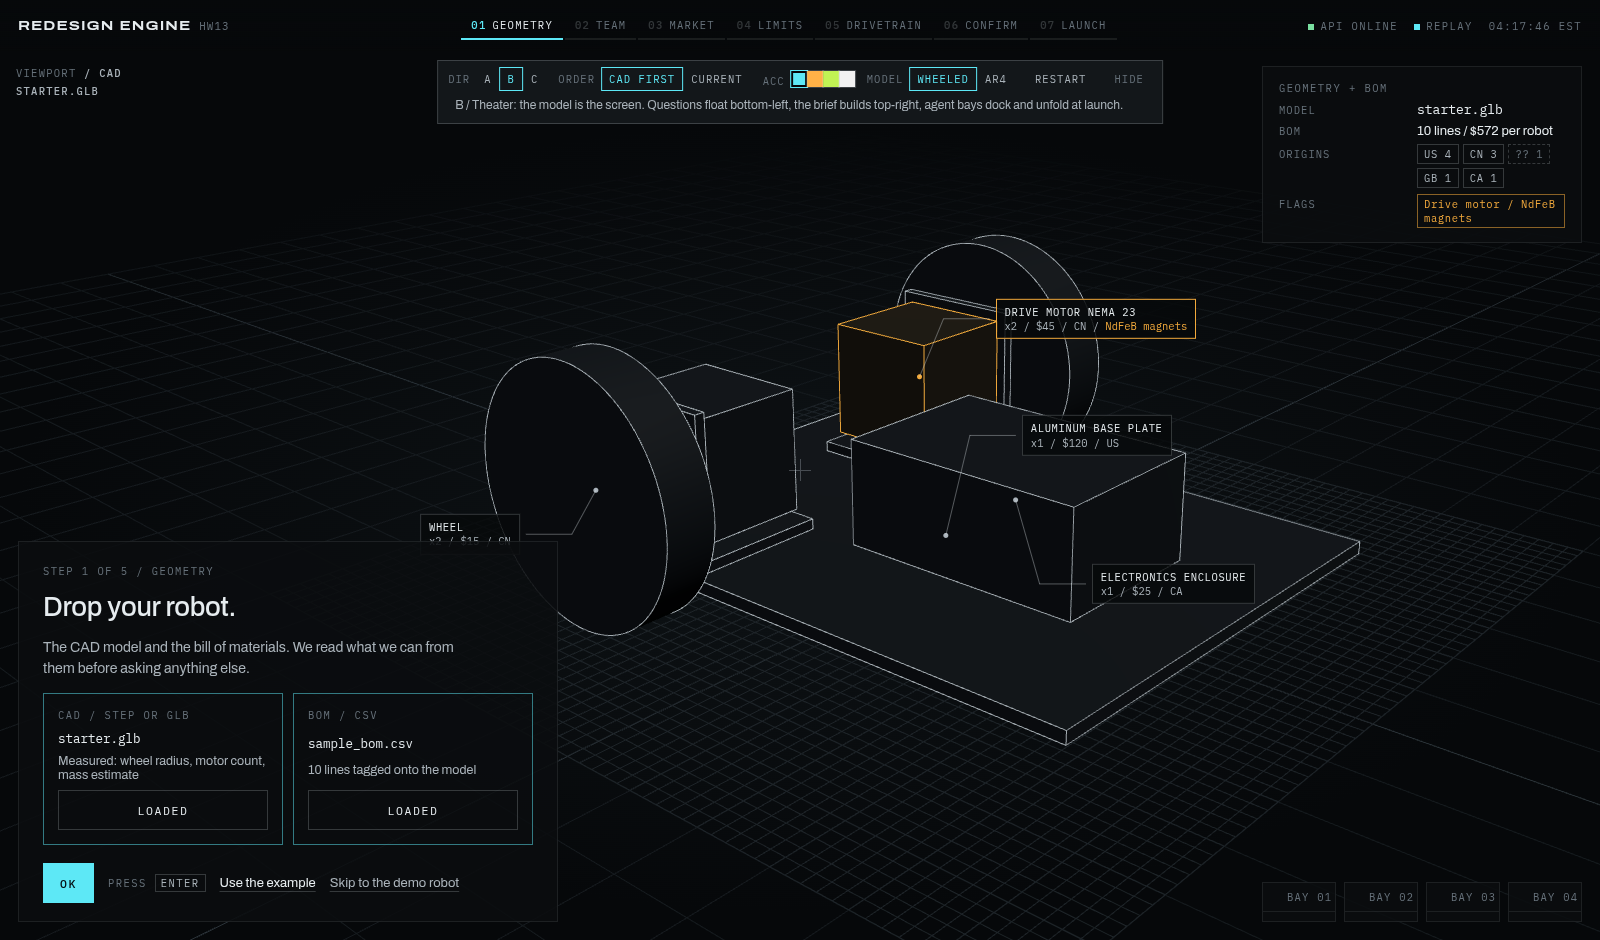 REDESIGN ENGINE HW13
01 GEOMETRY 02 TEAM 03 MARKET 04 LIMITS 05 DRIVETRAIN 06 CONFIRM 07 LAUNCH
API ONLINE REPLAY 04:17:46 EST
VIEWPORT / CAD
STARTER.GLB
DIR A B C ORDER CAD FIRST CURRENT ACC MODEL WHEELED AR4 RESTART HIDE
B / Theater: the model is the screen. Questions float bottom-left, the brief builds top-right, agent bays dock and unfold at launch.
GEOMETRY + BOM
MODEL starter.glb
BOM 10 lines / $572 per robot
ORIGINS US 4 CN 3 ?? 1
GB 1 CA 1
FLAGS Drive motor / NdFeB
magnets
DRIVE MOTOR NEMA 23
x2 / $45 / CN / NdFeB magnets
ALUMINUM BASE PLATE
x1 / $120 / US
WHEEL
x2 / $15 / CN
ELECTRONICS ENCLOSURE
x1 / $25 / CA
STEP 1 OF 5 / GEOMETRY
Drop your robot.
The CAD model and the bill of materials. We read what we can from
them before asking anything else.
CAD / STEP OR GLB
starter.glb
Measured: wheel radius, motor count,
mass estimate
LOADED
BOM / CSV
sample_bom.csv
10 lines tagged onto the model
LOADED
OK PRESS ENTER Use the example Skip to the demo robot
BAY 01 BAY 02 BAY 03 BAY 04